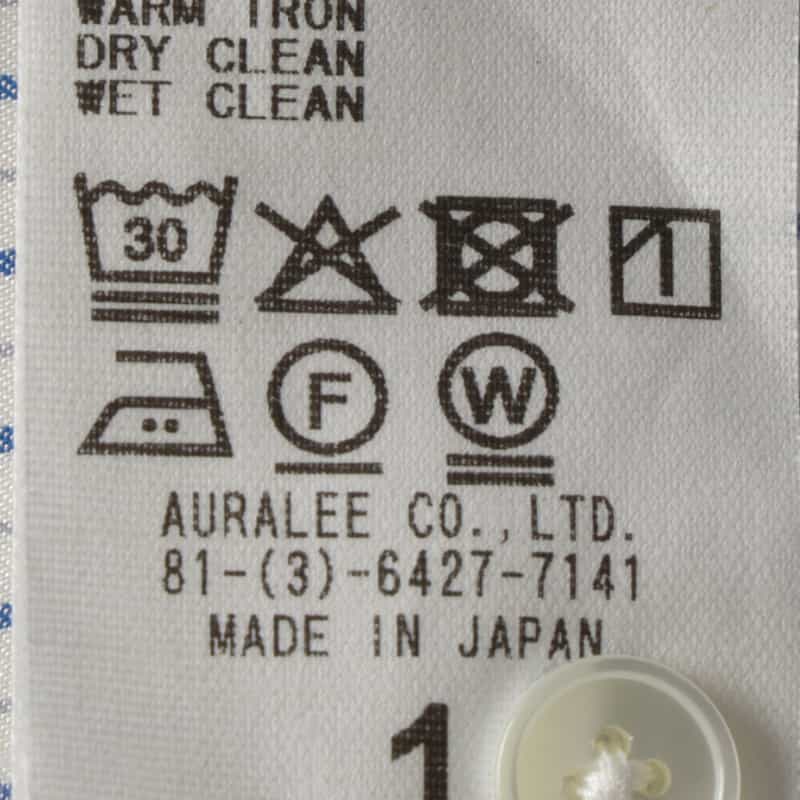 WARM IRON
DRY CLEAN
WET CLEAN
30
F W
AURALEE CO.,LTD.
81-(3)-6427-7141
MADE IN JAPAN
1